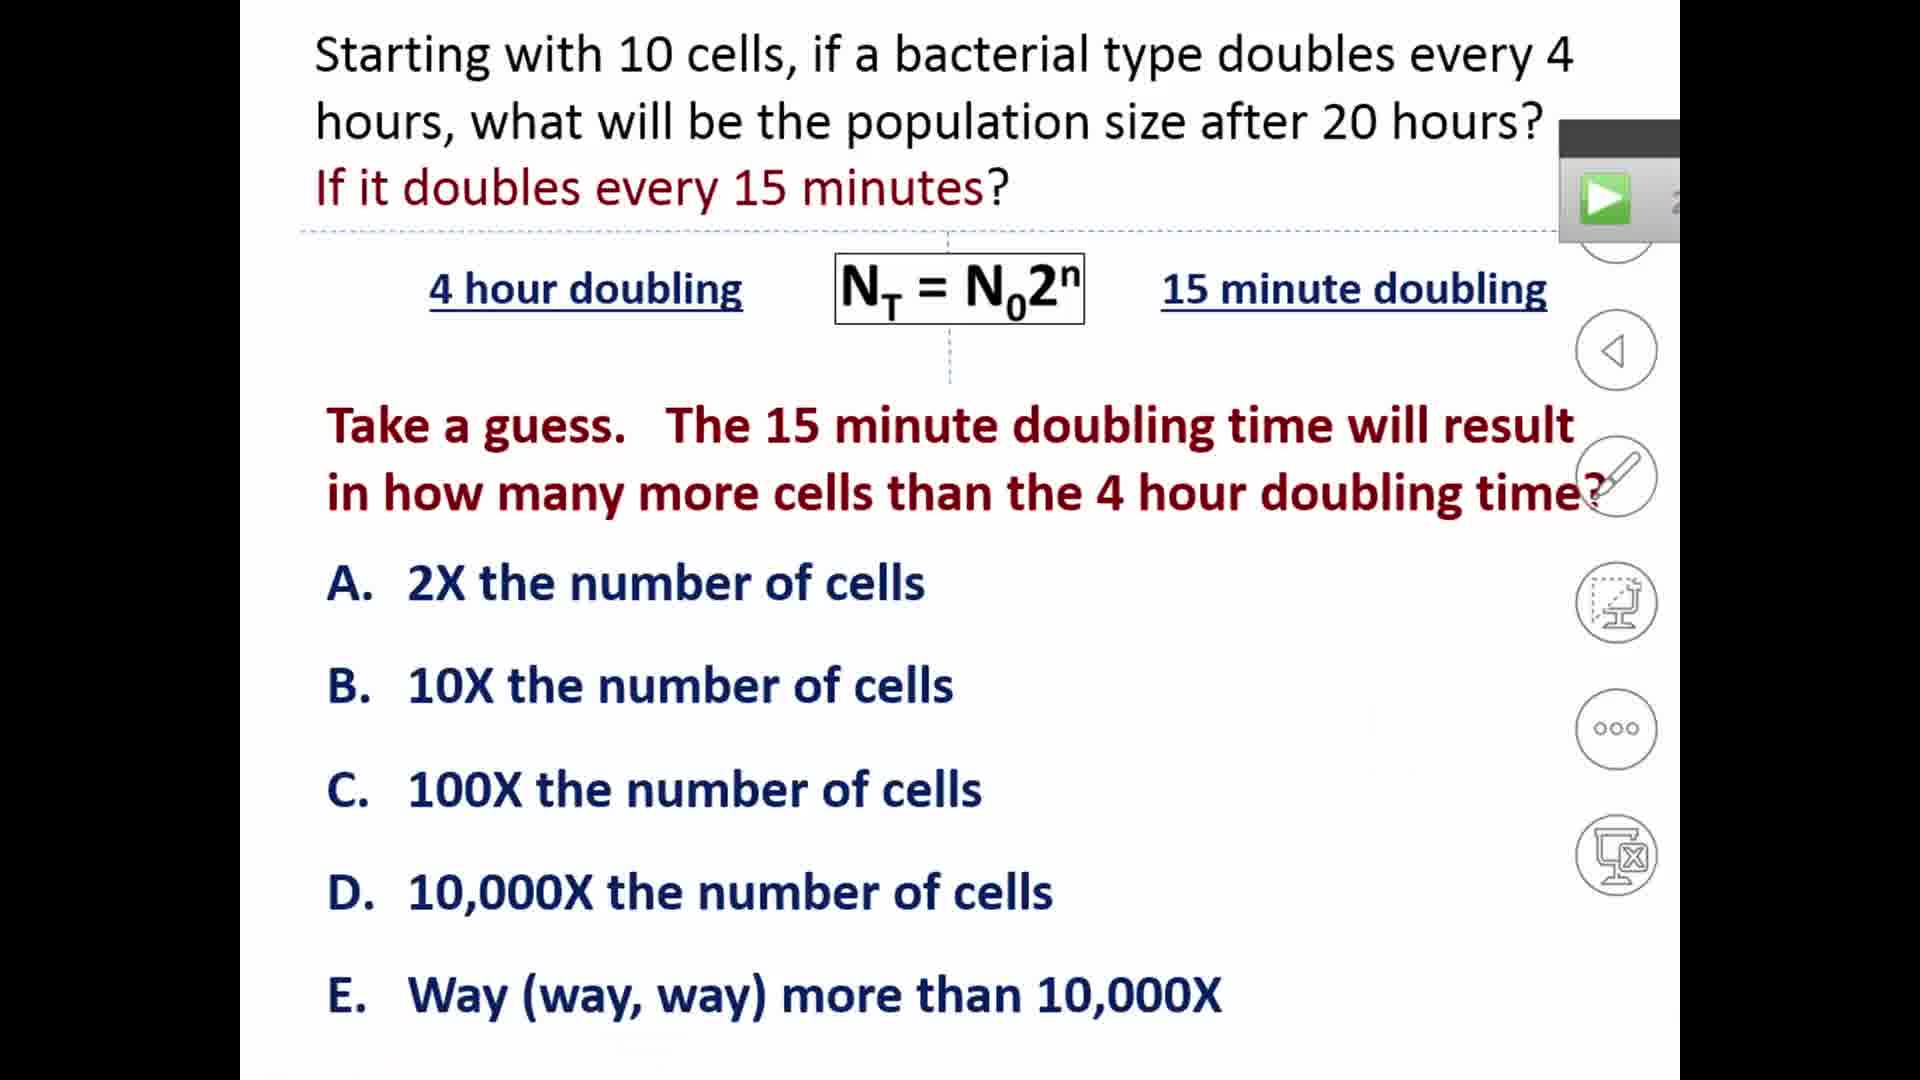 Starting with 10 cells, if a bacterial type doubles every 4
hours, what will be the population size after 20 hours?
If it doubles every 15 minutes?
4 hour doubling
N_T = N_0 2^n
15 minute doubling
Take a guess. The 15 minute doubling time will result
in how many more cells than the 4 hour doubling time?
A. 2X the number of cells
B. 10X the number of cells
C. 100X the number of cells
D. 10,000X the number of cells
E. Way (way, way) more than 10,000X